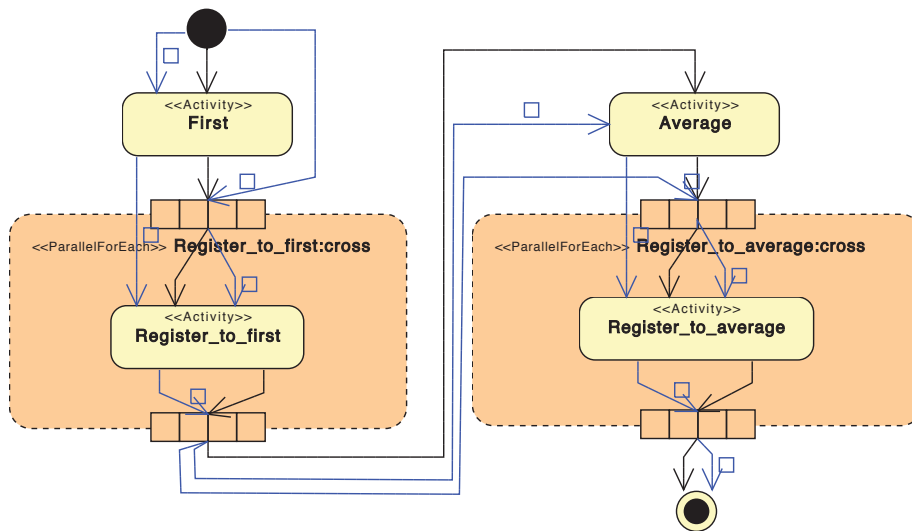 <<Activity>>
First
<<Activity>>
Average
<<ParallelForEach>> Register_to_first:cross
<<ParallelForEach>> Register_to_average:cross
<<Activity>>
Register_to_first
<<Activity>>
Register_to_average